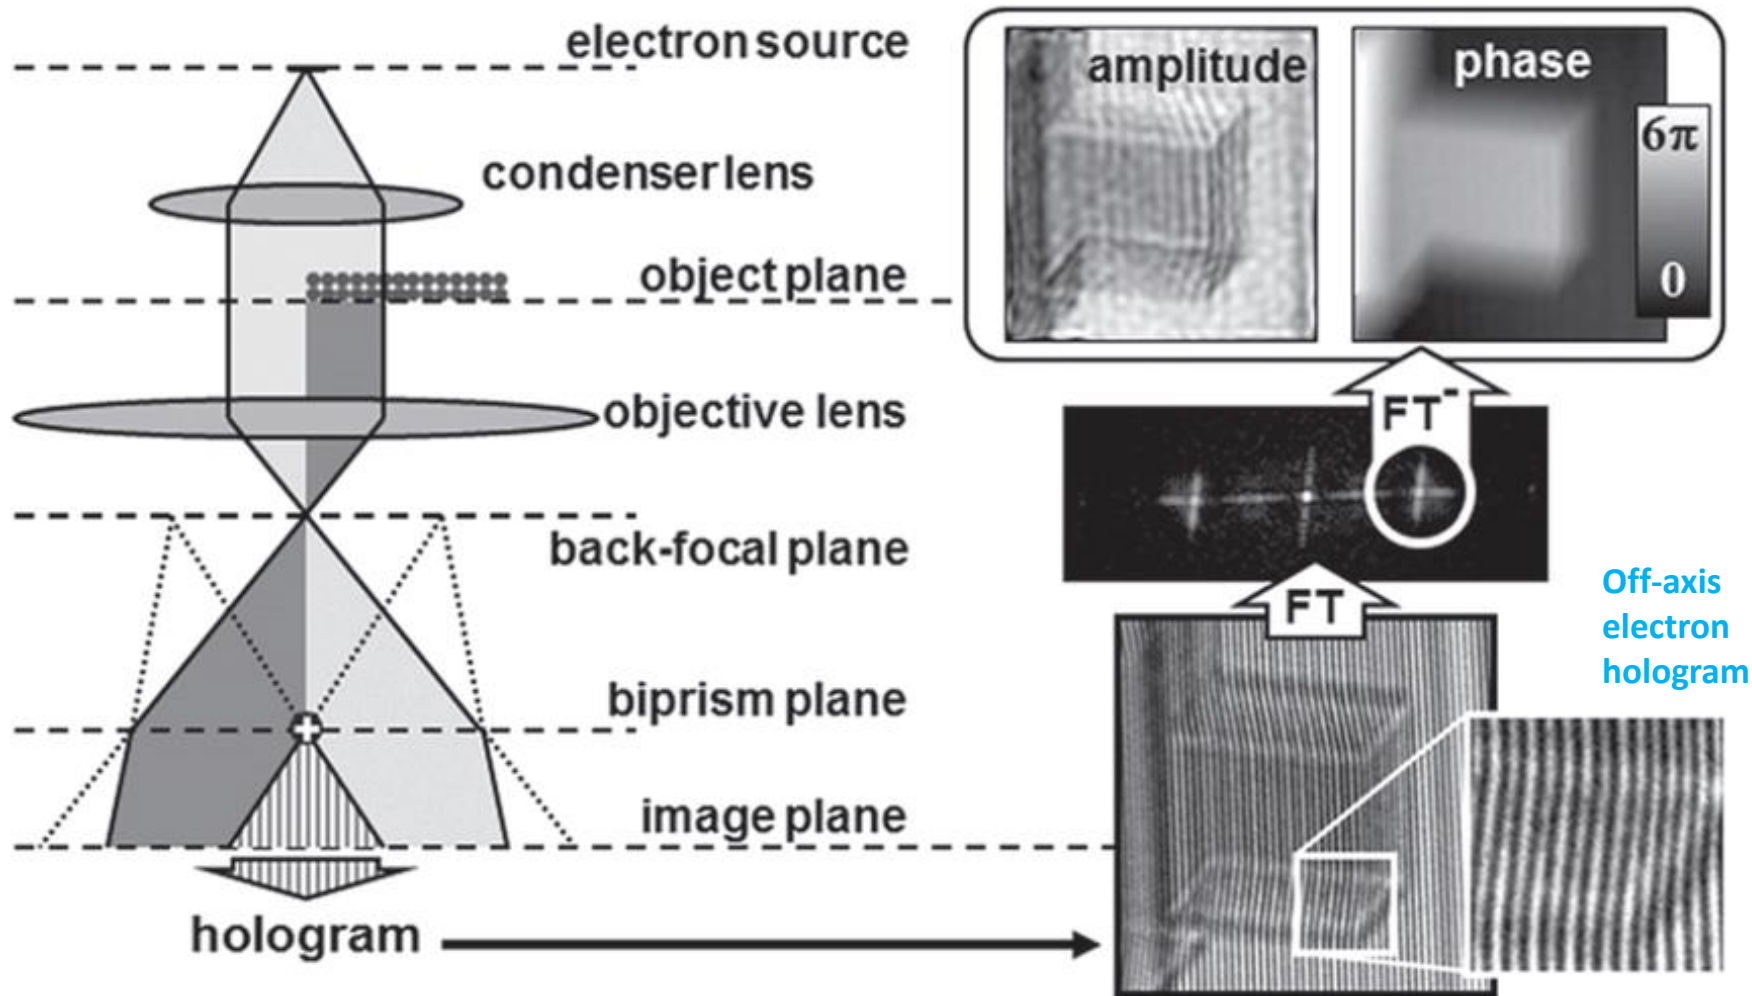 electron source
condenser lens
object plane
objective lens
back-focal plane
biprism plane
image plane
hologram
amplitude
phase
6π
0
FT-
FT
Off-axis
electron
hologram